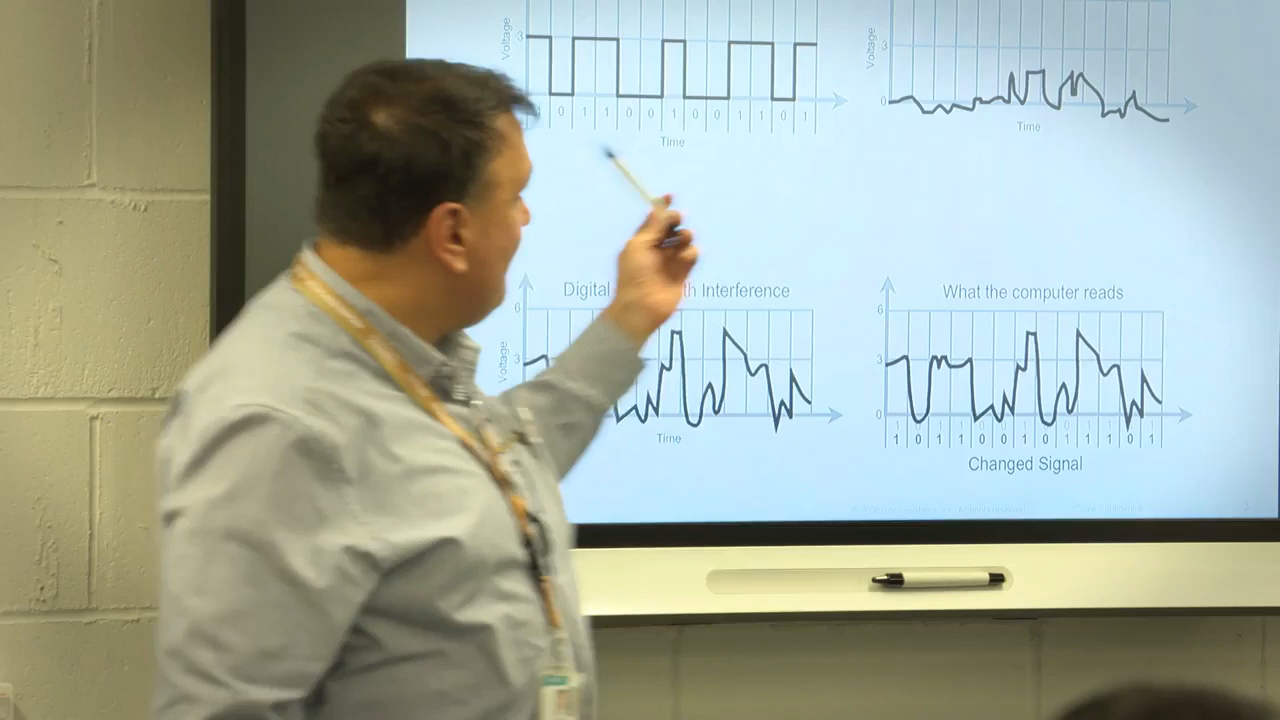 Voltage
3
0 1 1 0 0 1 0 0 1 1 0 1
Time
Voltage
3
0
Time
Digital Interference
6
Voltage
3
Time
What the computer reads
6
3
0
1 0 1 1 0 0 1 0 1 1 1 0 1
Changed Signal